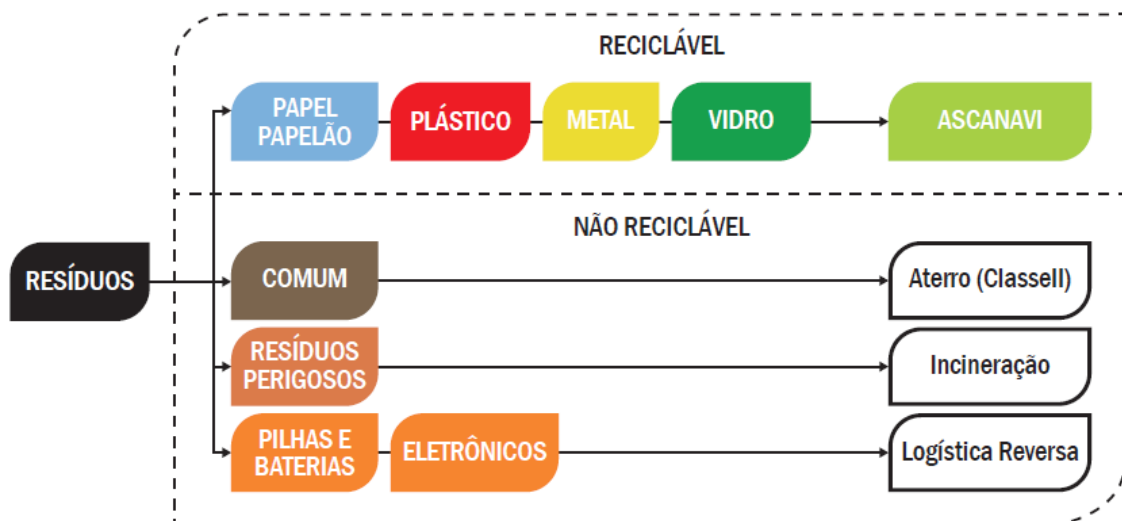 RECICLÁVEL
PAPEL
PAPELÃO
PLÁSTICO
METAL
VIDRO
ASCANAVI
NÃO RECICLÁVEL
RESÍDUOS
COMUM
Aterro (ClasseII)
RESÍDUOS
PERIGOSOS
Incineração
PILHAS E
BATERIAS
ELETRÔNICOS
Logística Reversa